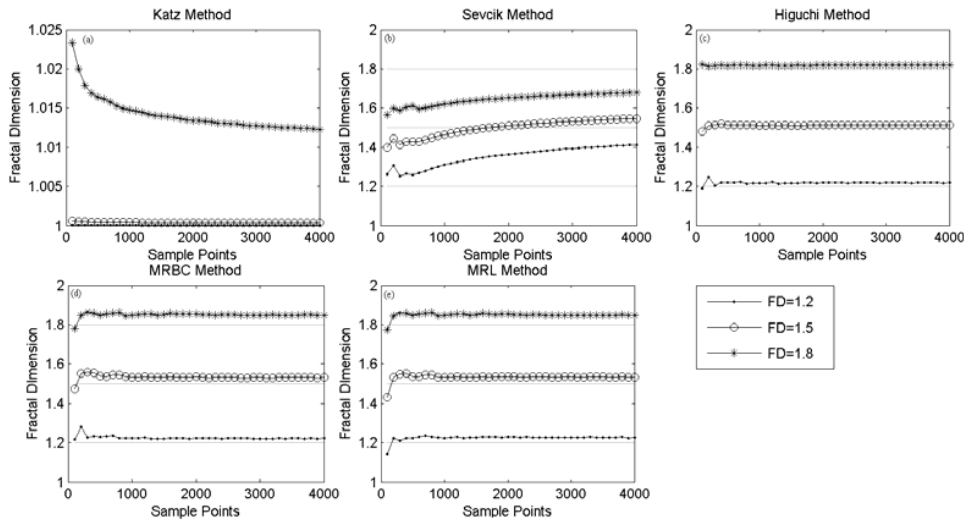 Katz Method
(a)
1.025
1.02
1.015
1.01
1.005
1
Fractal DImension
0
1000
2000
3000
4000
Sample Points
Sevcik Method
(b)
2
1.8
1.6
1.4
1.2
1
Fractal DImension
0
1000
2000
3000
4000
Sample Points
Higuchi Method
(c)
2
1.8
1.6
1.4
1.2
1
Fractal DImension
0
1000
2000
3000
4000
Sample Points
MRBC Method
(d)
2
1.8
1.6
1.4
1.2
1
Fractal DImension
0
1000
2000
3000
4000
Sample Points
MRL Method
(e)
2
1.8
1.6
1.4
1.2
1
Fractal DImension
0
1000
2000
3000
4000
Sample Points
FD=1.2
FD=1.5
FD=1.8